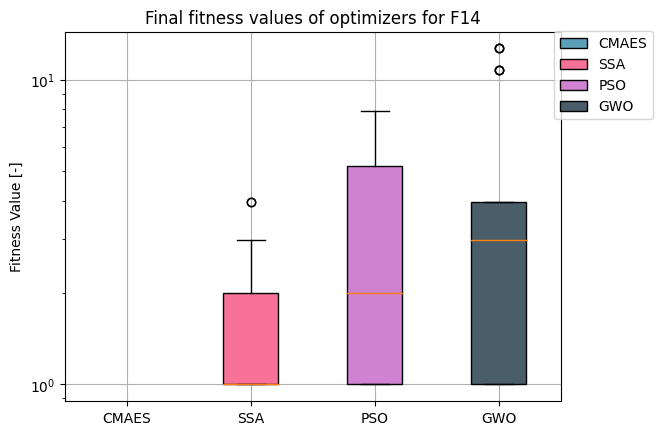 Final fitness values of optimizers for F14
CMAES
SSA
PSO
GWO
Fitness Value [-]
10¹
10⁰
CMAES SSA PSO GWO